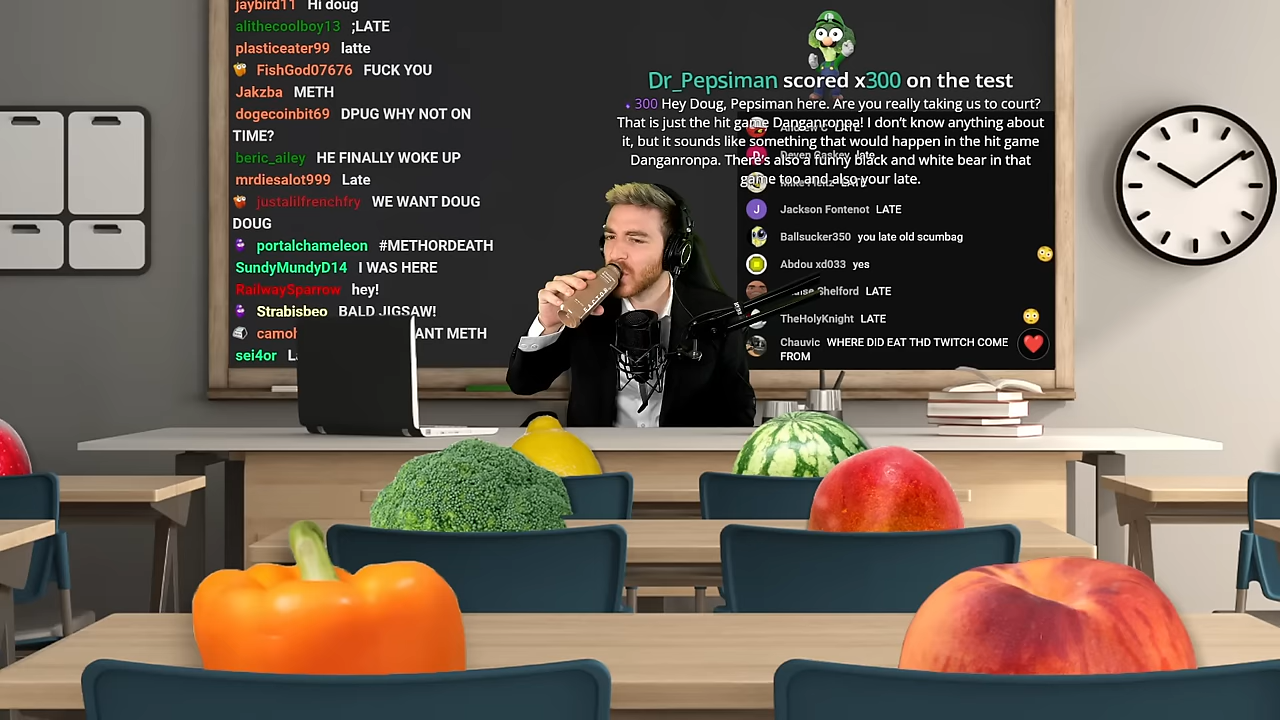 jaybird11 Hi doug
alithecoolboy13 ;LATE
plasticeater99 latte
FishGod07676 FUCK YOU
Jakzba METH
dogecoinbit69 DPUG WHY NOT ON
TIME?
beric_ailey HE FINALLY WOKE UP
mrdiesalot999 Late
justalilfrenchfry WE WANT DOUG
DOUG
portalchameleon #METHORDEATH
SundyMundyD14 I WAS HERE
RailwaySparrow hey!
Strabisbeo BALD JIGSAW!
METH
sei4or
Dr_Pepsiman scored x300 on the test
300 Hey Doug, Pepsiman here. Are you really taking us to court?
That is just the hit game Danganronpa! I don't know anything about
it, but it sounds like something that would happen in the hit game
Danganronpa. There's also a funny black and white bear in that
game too and also your late.
LATE
Deven late
LATE
Jackson Fontenot LATE
Ballsucker350 you late old scumbag
Abdou xd033 yes
Shelford LATE
TheHolyKnight LATE
Chauvic WHERE DID EAT THD TWITCH COME
FROM